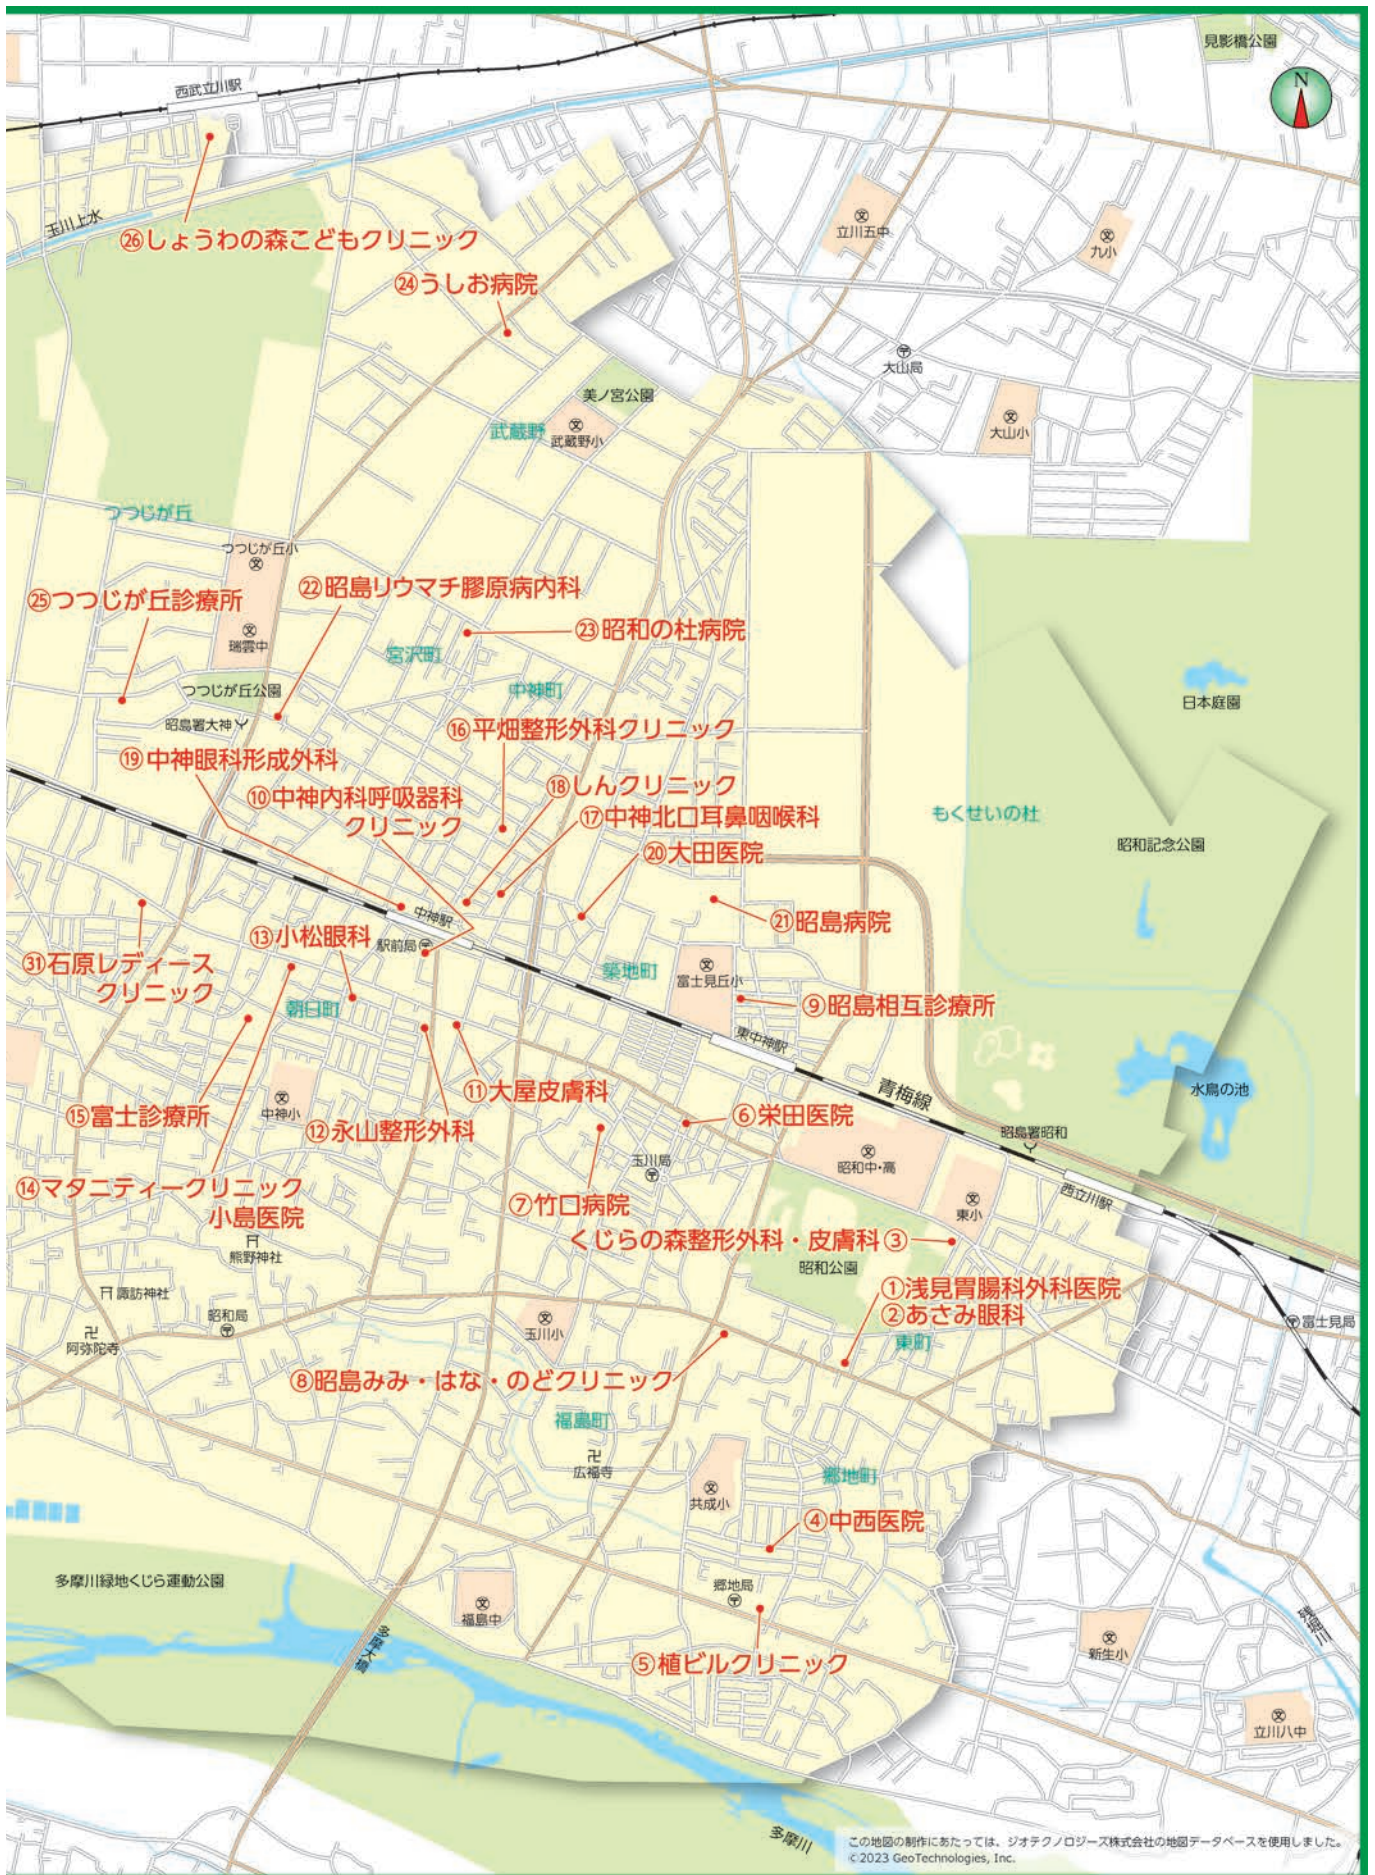 見影橋公園
N
西武立川駅
玉川上水
㉖しょうわの森こどもクリニック
文
立川五中
文
九小
㉔うしお病院
大山局
美ノ宮公園
武蔵野
文
武蔵野小
文
大山小
つつじが丘
つつじが丘小
文
㉒昭島リウマチ膠原病内科
㉕つつじが丘診療所
文
瑞雲中
㉓昭和の杜病院
宮沢町
中神町
つつじが丘公園
昭島署大神
日本庭園
⑯平畑整形外科クリニック
⑲中神眼科形成外科
⑱しんクリニック
⑩中神内科呼吸器科
クリニック
⑰中神北口耳鼻咽喉科
もくせいの杜
昭和記念公園
⑳大田医院
㉑昭島病院
中神駅
⑬小松眼科
駅前局
㉛石原レディース
クリニック
築地町
文
富士見丘小
朝日町
⑨昭島相互診療所
東中神駅
青梅線
水鳥の池
⑪大屋皮膚科
文
中神小
⑮富士診療所
⑫永山整形外科
⑥栄田医院
昭島署昭和
文
昭和中・高
玉川局
⑭マタニティークリニック
小島医院
⑦竹口病院
西立川駅
文
東小
くじらの森整形外科・皮膚科③
熊野神社
昭和公園
諏訪神社
①浅見胃腸科外科医院
②あさみ眼科
昭和局
文
玉川小
富士見局
東町
卍
阿弥陀寺
⑧昭島みみ・はな・のどクリニック
福島町
卍
広福寺
郷地町
文
共成小
④中西医院
多摩川緑地くじら運動公園
郷地局
文
福島中
多摩大橋
残堀川
文
新生小
⑤植ビルクリニック
文
立川八中
多摩川
この地図の制作にあたっては、ジオテクノロジーズ株式会社の地図データベースを使用しました。
©2023 GeoTechnologies, Inc.